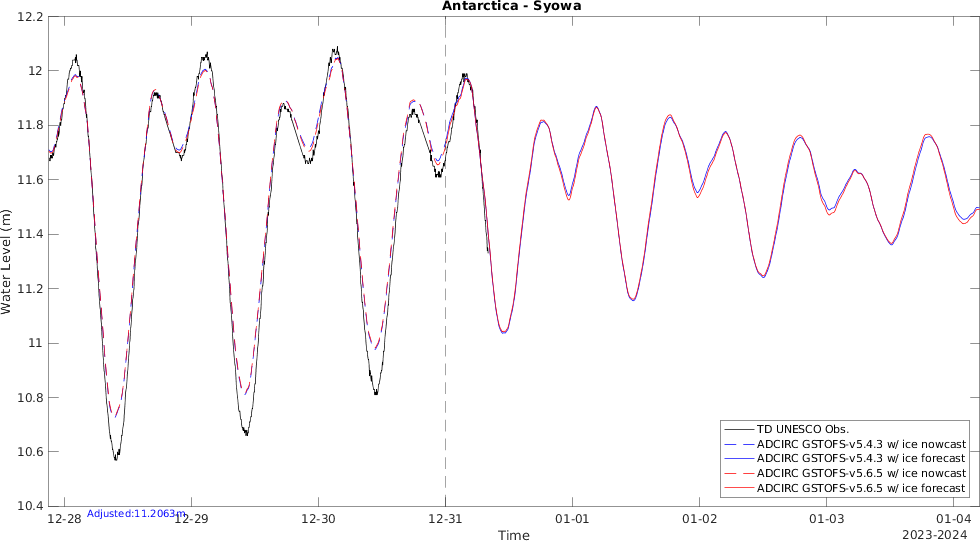 Antarctica - Syowa
12.2
12
11.8
11.6
11.4
11.2
11
10.8
10.6
10.4
Water Level (m)
TD UNESCO Obs.
ADCIRC GSTOFS-v5.4.3 w/ ice nowcast
ADCIRC GSTOFS-v5.4.3 w/ ice forecast
ADCIRC GSTOFS-v5.6.5 w/ ice nowcast
ADCIRC GSTOFS-v5.6.5 w/ ice forecast
Adjusted:11.2063m
12-28 12-29 12-30 12-31 01-01 01-02 01-03 01-04
Time
2023-2024